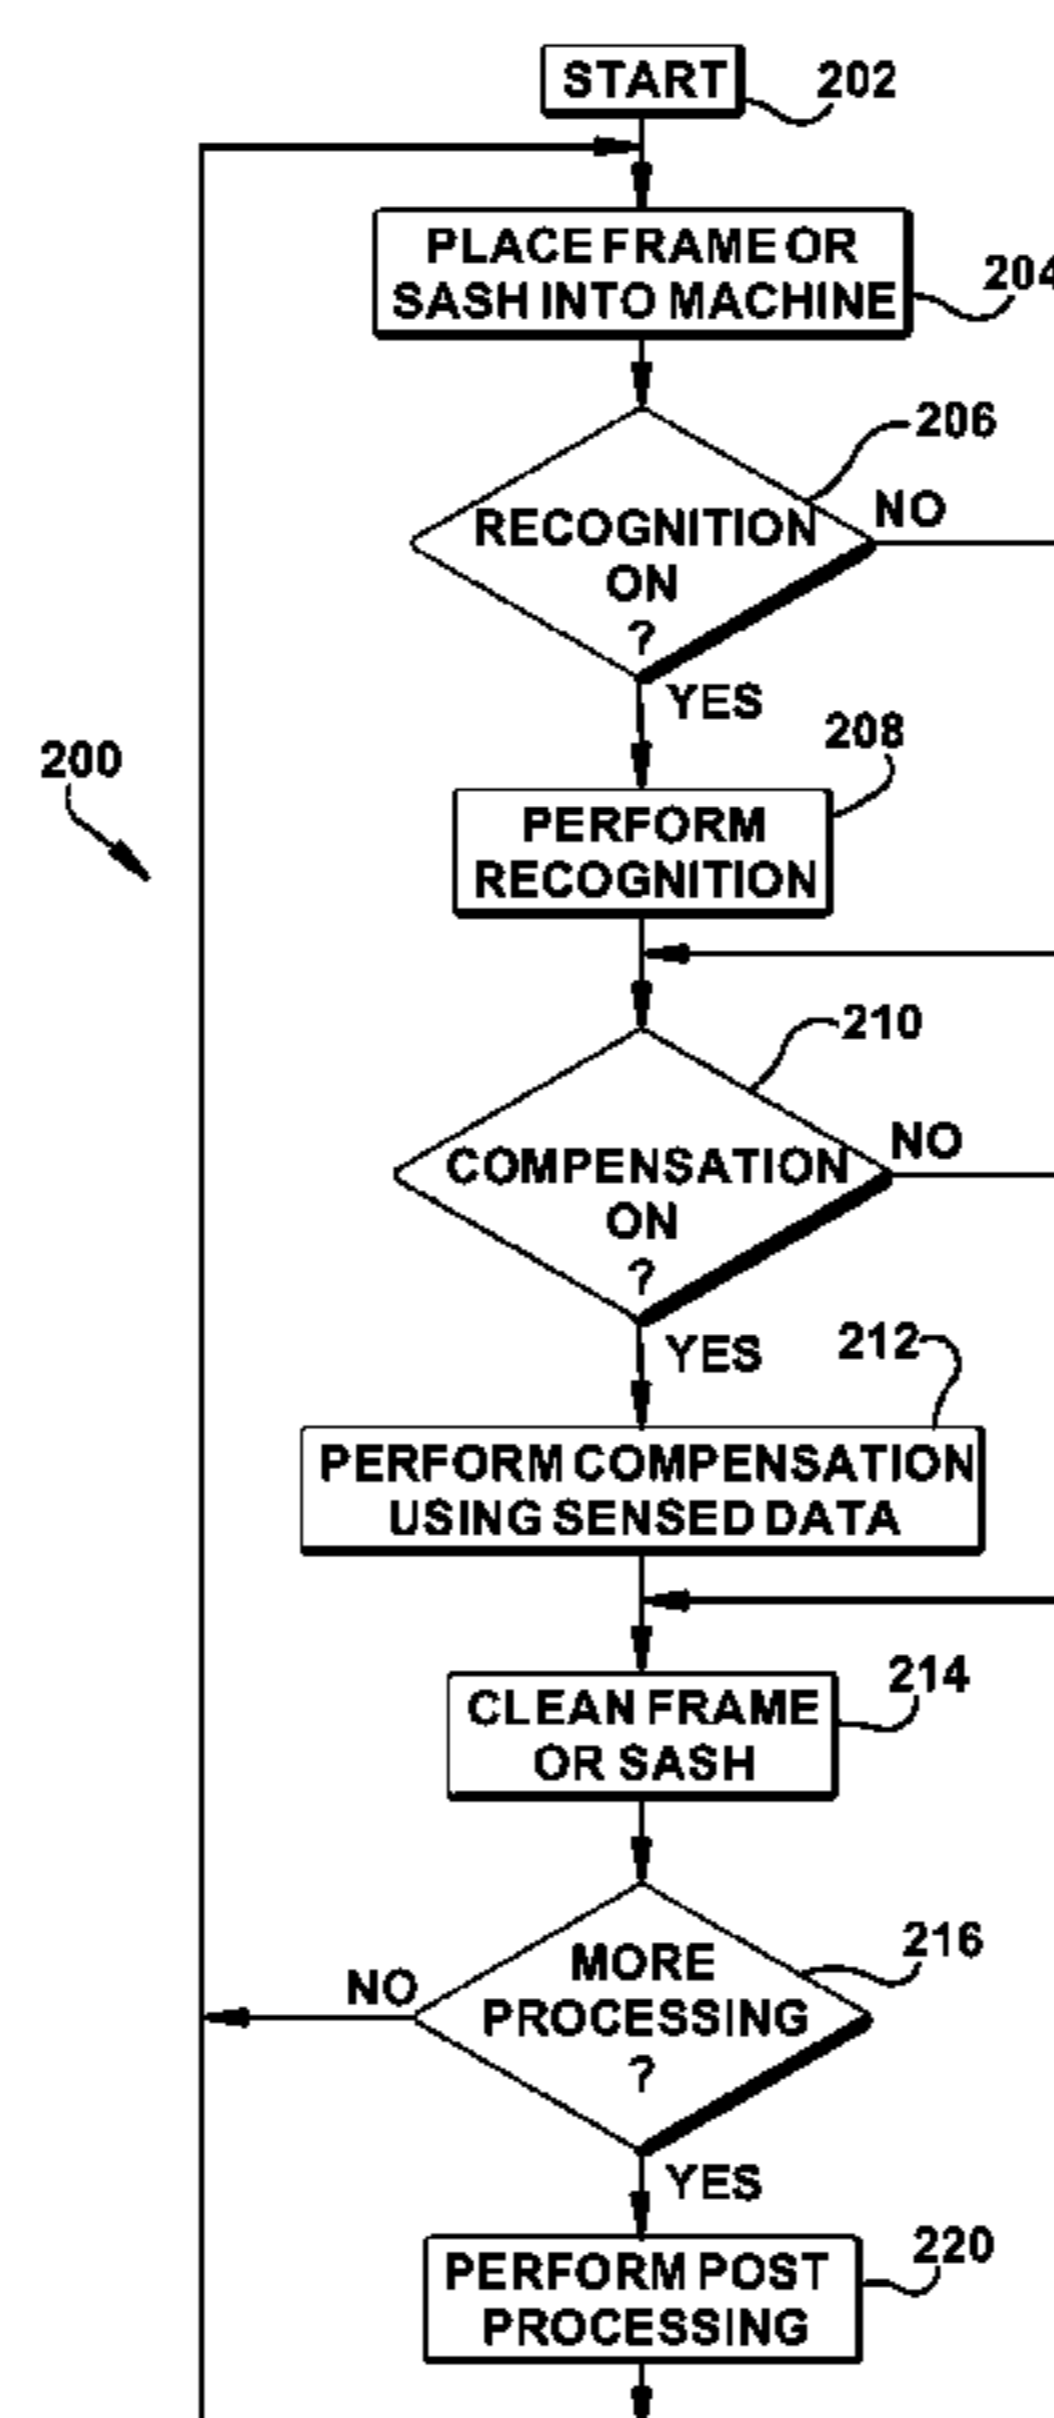 START
202
PLACE FRAME OR
SASH INTO MACHINE
204
206
RECOGNITION
ON
?
NO
YES
200
208
PERFORM
RECOGNITION
210
COMPENSATION
ON
?
NO
YES
212
PERFORM COMPENSATION
USING SENSED DATA
214
CLEAN FRAME
OR SASH
216
MORE
PROCESSING
?
NO
YES
220
PERFORM POST
PROCESSING